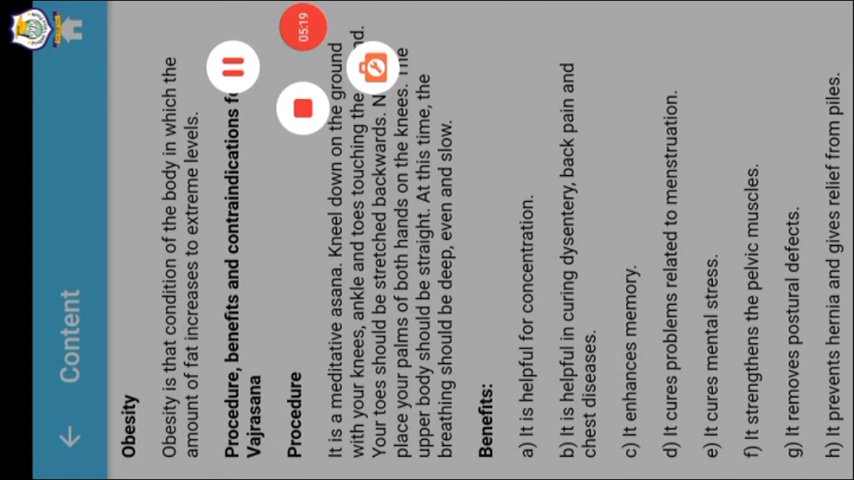 Content
Obesity
Obesity is that condition of the body in which the
amount of fat increases to extreme levels.
Procedure, benefits and contraindications
Vajrasana
Procedure
It is a meditative asana. Kneel down on the ground
with your knees, ankle and toes touching the
Your toes should be stretched backwards.
place your palms of both hands on the knees. The
upper body should be straight. At this time, the
breathing should be deep, even and slow.
Benefits:
a) It is helpful for concentration.
b) It is helpful in curing dysentery, back pain and
chest diseases.
c) It enhances memory.
d) It cures problems related to menstruation.
e) It cures mental stress.
f) It strengthens the pelvic muscles.
g) It removes postural defects.
h) It prevents hernia and gives relief from piles.
05:19